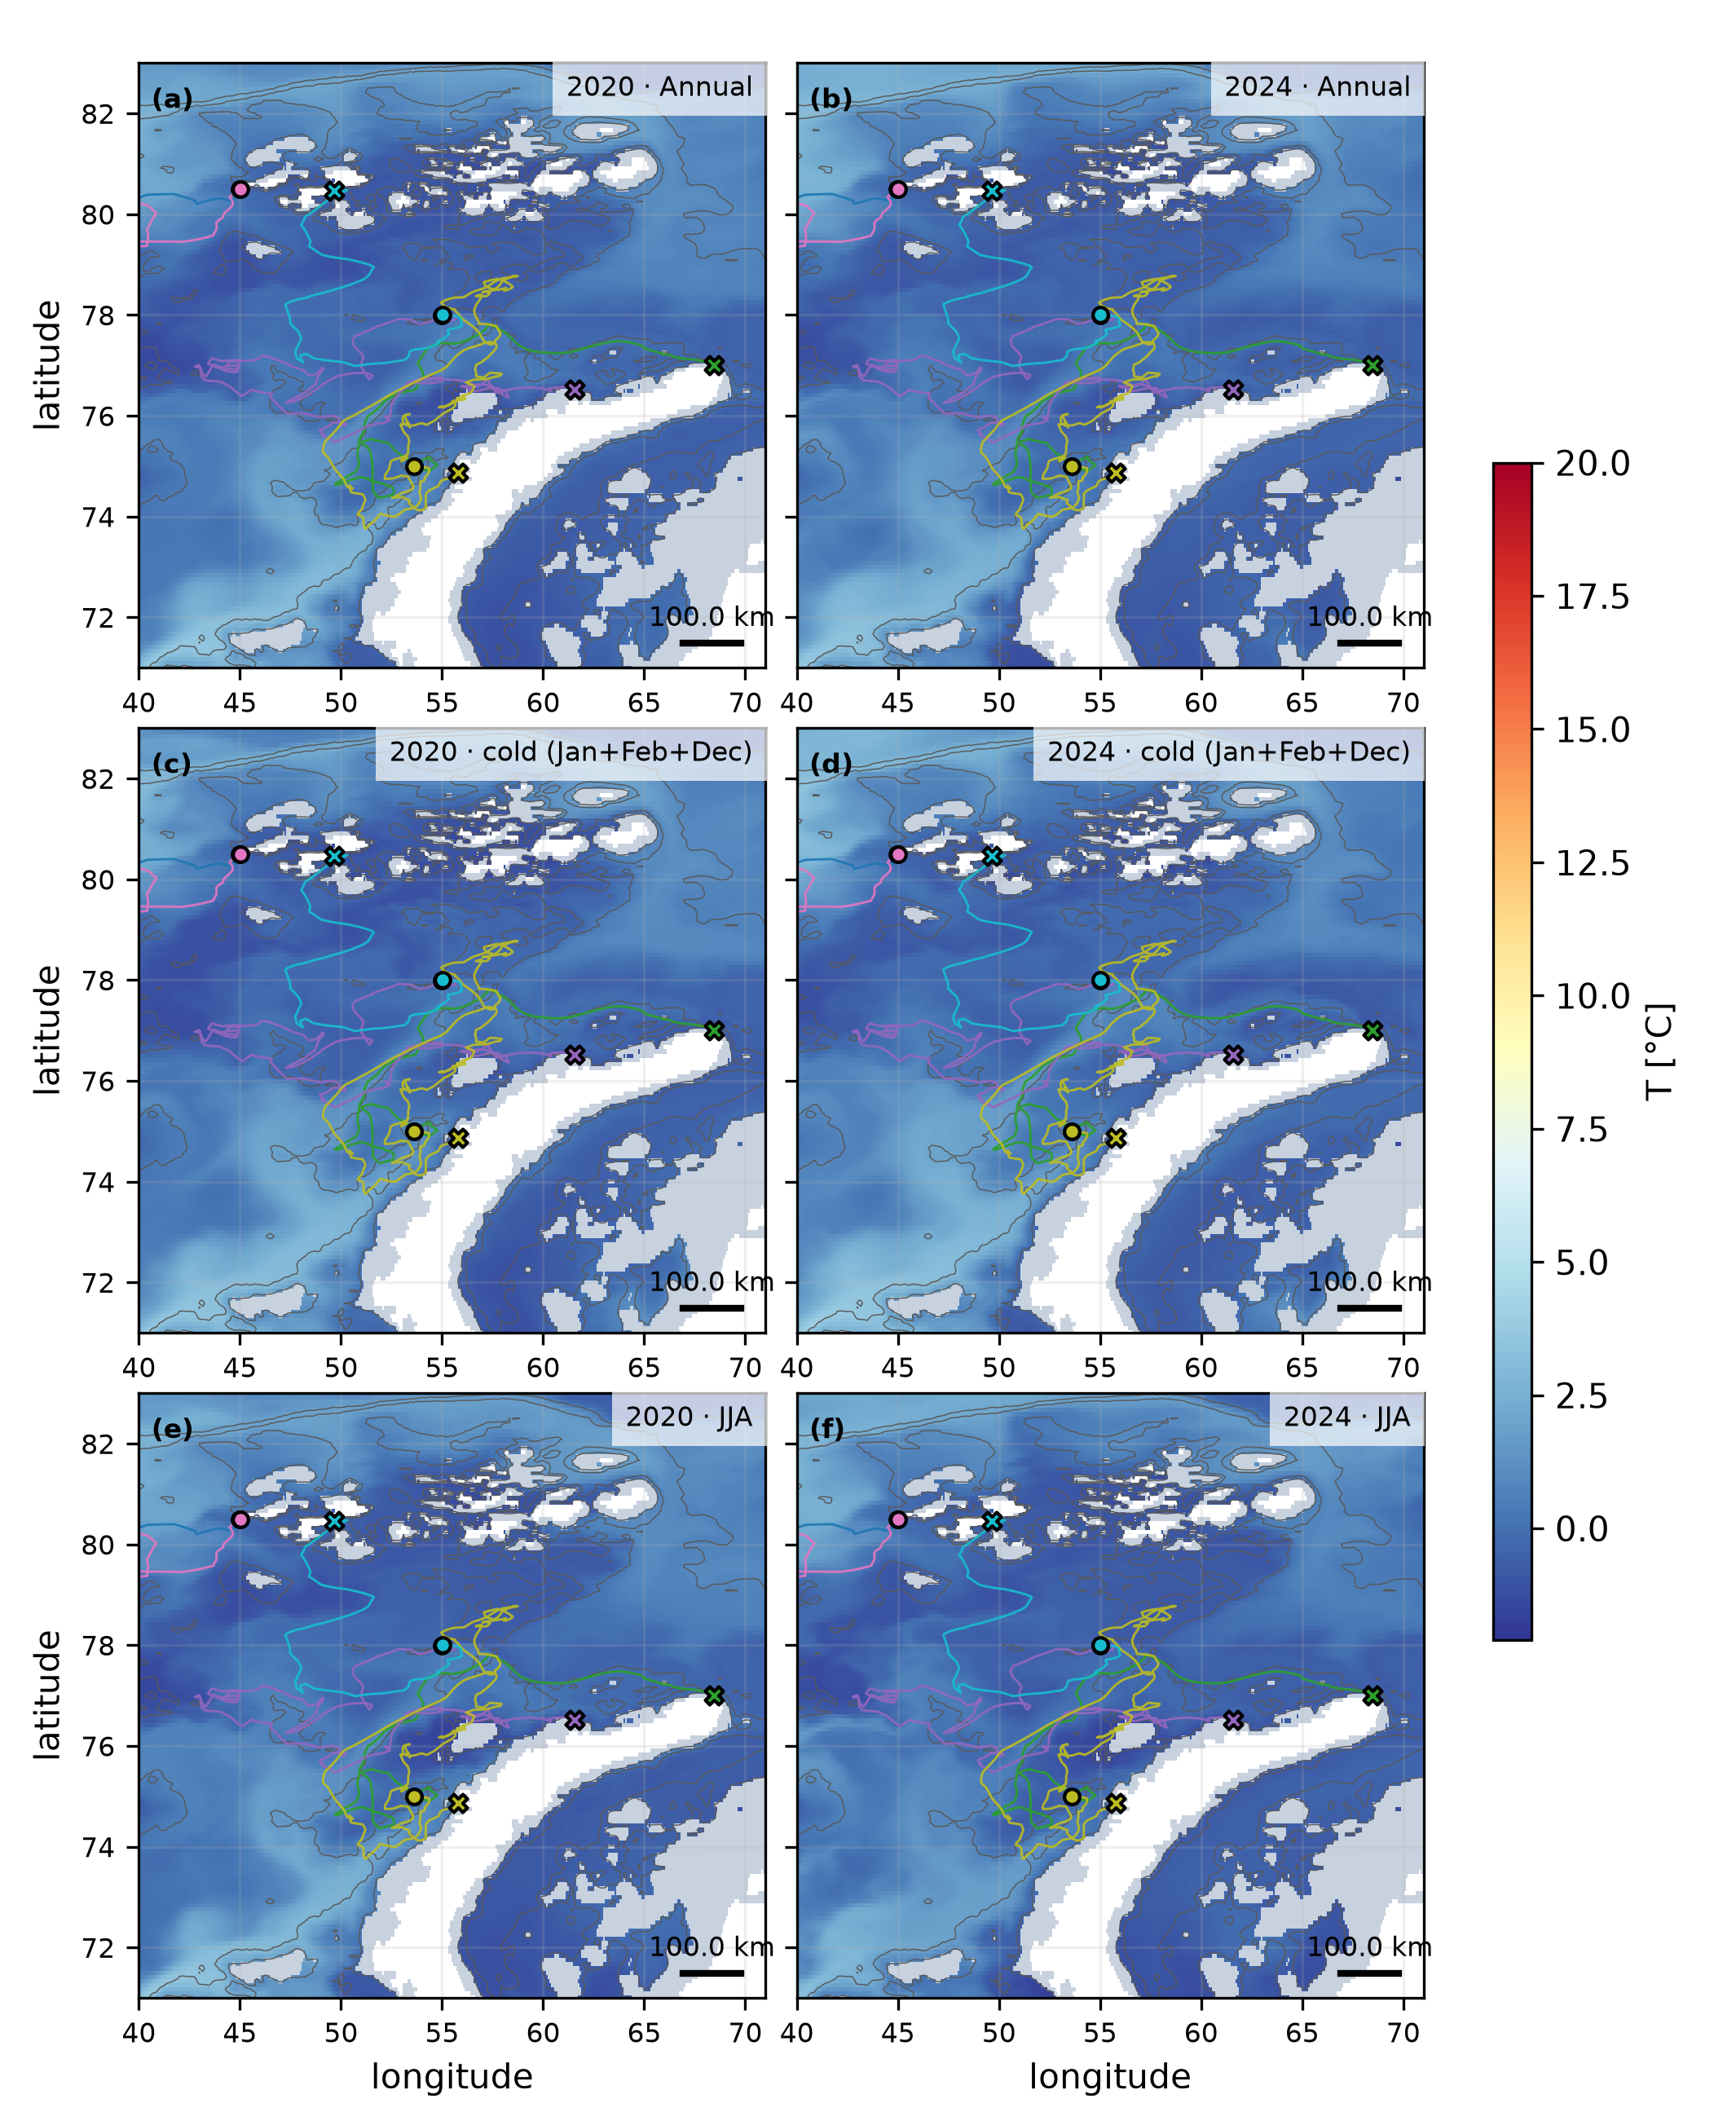 (a)
2020 · Annual
(b)
2024 · Annual
82
80
78
76
74
72
latitude
100.0 km
100.0 km
40 45 50 55 60 65 70
40 45 50 55 60 65 70
(c)
2020 · cold (Jan+Feb+Dec)
(d)
2024 · cold (Jan+Feb+Dec)
82
80
78
76
74
72
latitude
100.0 km
100.0 km
40 45 50 55 60 65 70
40 45 50 55 60 65 70
(e)
2020 · JJA
(f)
2024 · JJA
82
80
78
76
74
72
latitude
100.0 km
100.0 km
40 45 50 55 60 65 70
40 45 50 55 60 65 70
longitude
longitude
20.0
17.5
15.0
12.5
10.0
7.5
5.0
2.5
0.0
T [°C]